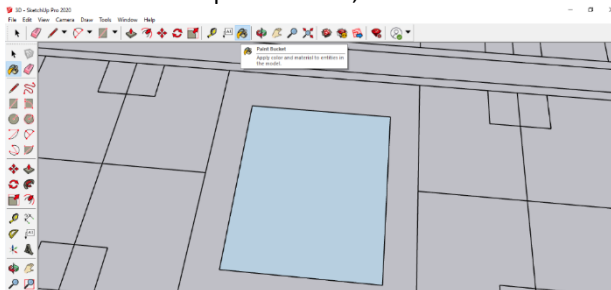 3D - SketchUp Pro 2020
File Edit View Camera Draw Tools Window Help
Paint Bucket
Apply color and material to entities in
the model.